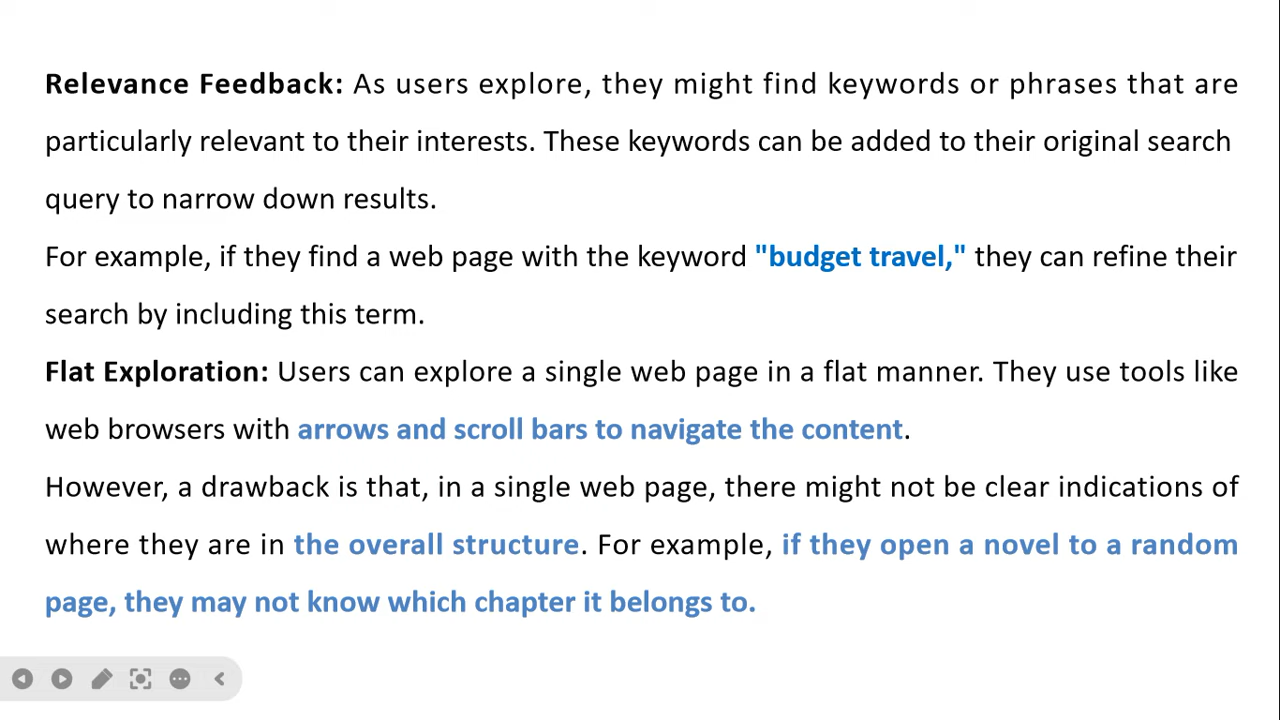 Relevance Feedback: As users explore, they might find keywords or phrases that are
particularly relevant to their interests. These keywords can be added to their original search
query to narrow down results.
For example, if they find a web page with the keyword "budget travel," they can refine their
search by including this term.
Flat Exploration: Users can explore a single web page in a flat manner. They use tools like
web browsers with arrows and scroll bars to navigate the content.
However, a drawback is that, in a single web page, there might not be clear indications of
where they are in the overall structure. For example, if they open a novel to a random
page, they may not know which chapter it belongs to.